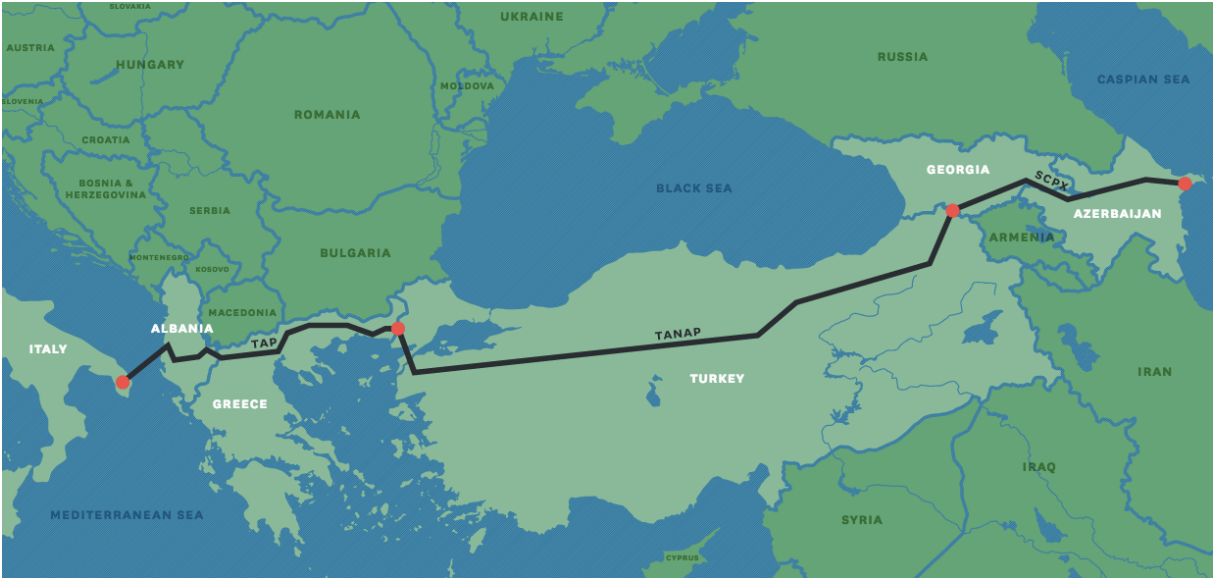 SLOVAKIA
UKRAINE
AUSTRIA
HUNGARY
RUSSIA
CASPIAN SEA
MOLDOVA
SLOVENIA
ROMANIA
CROATIA
GEORGIA
SCPX
BOSNIA &
HERZEGOVINA
BLACK SEA
SERBIA
AZERBAIJAN
ARMENIA
BULGARIA
MONTENEGRO
KOSOVO
MACEDONIA
ALBANIA
TANAP
TAP
ITALY
IRAN
TURKEY
GREECE
IRAQ
MEDITERRANEAN SEA
SYRIA
CYPRUS